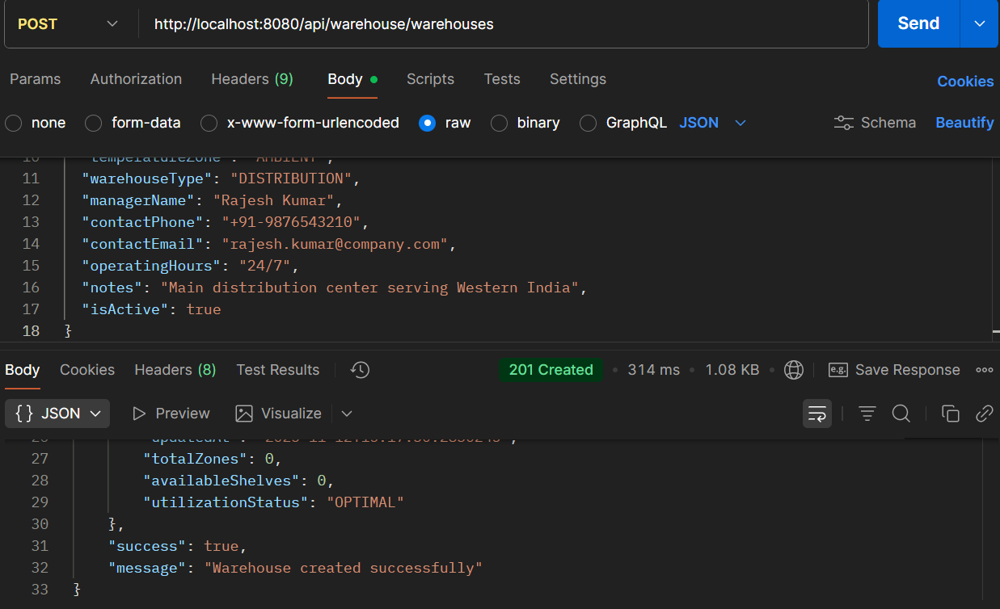 POST http://localhost:8080/api/warehouse/warehouses Send
Params Authorization Headers (9) Body Scripts Tests Settings Cookies
none form-data x-www-form-urlencoded raw binary GraphQL JSON Schema Beautify
10 "temperatureZone": "AMBIENT",
11 "warehouseType": "DISTRIBUTION",
12 "managerName": "Rajesh Kumar",
13 "contactPhone": "+91-9876543210",
14 "contactEmail": "rajesh.kumar@company.com",
15 "operatingHours": "24/7",
16 "notes": "Main distribution center serving Western India",
17 "isActive": true
18 }
Body Cookies Headers (8) Test Results 201 Created 314 ms 1.08 KB e.g. Save Response
{} JSON Preview Visualize
26 "updatedAt":
27 "totalZones": 0,
28 "availableShelves": 0,
29 "utilizationStatus": "OPTIMAL"
30 },
31 "success": true,
32 "message": "Warehouse created successfully"
33 }